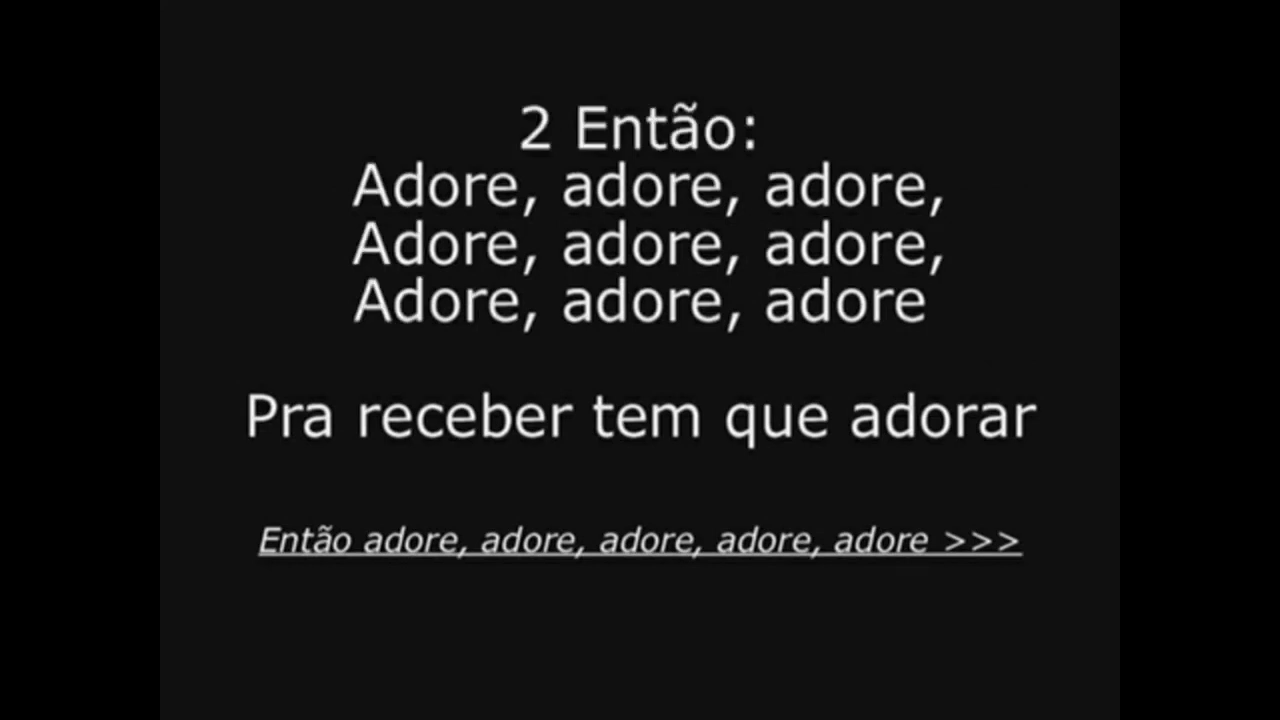 2 Então:
Adore, adore, adore,
Adore, adore, adore,
Adore, adore, adore
Pra receber tem que adorar
Então adore, adore, adore, adore, adore >>>